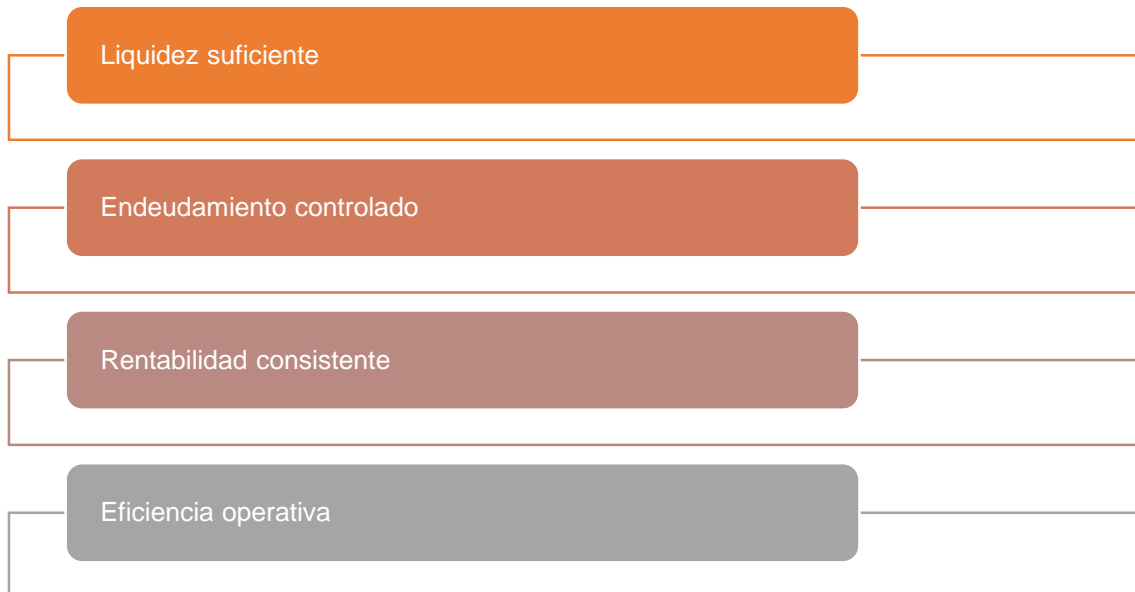 Liquidez suficiente
Endeudamiento controlado
Rentabilidad consistente
Eficiencia operativa